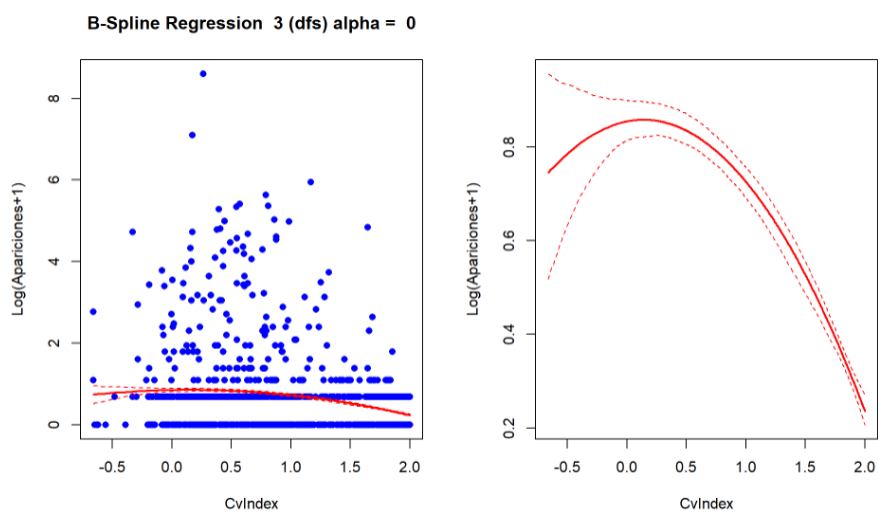 B-Spline Regression 3 (dfs) alpha = 0
Log(Apariciones+1)
8
6
4
2
0
-0.5 0.0 0.5 1.0 1.5 2.0
CvIndex
Log(Apariciones+1)
0.8
0.6
0.4
0.2
-0.5 0.0 0.5 1.0 1.5 2.0
CvIndex